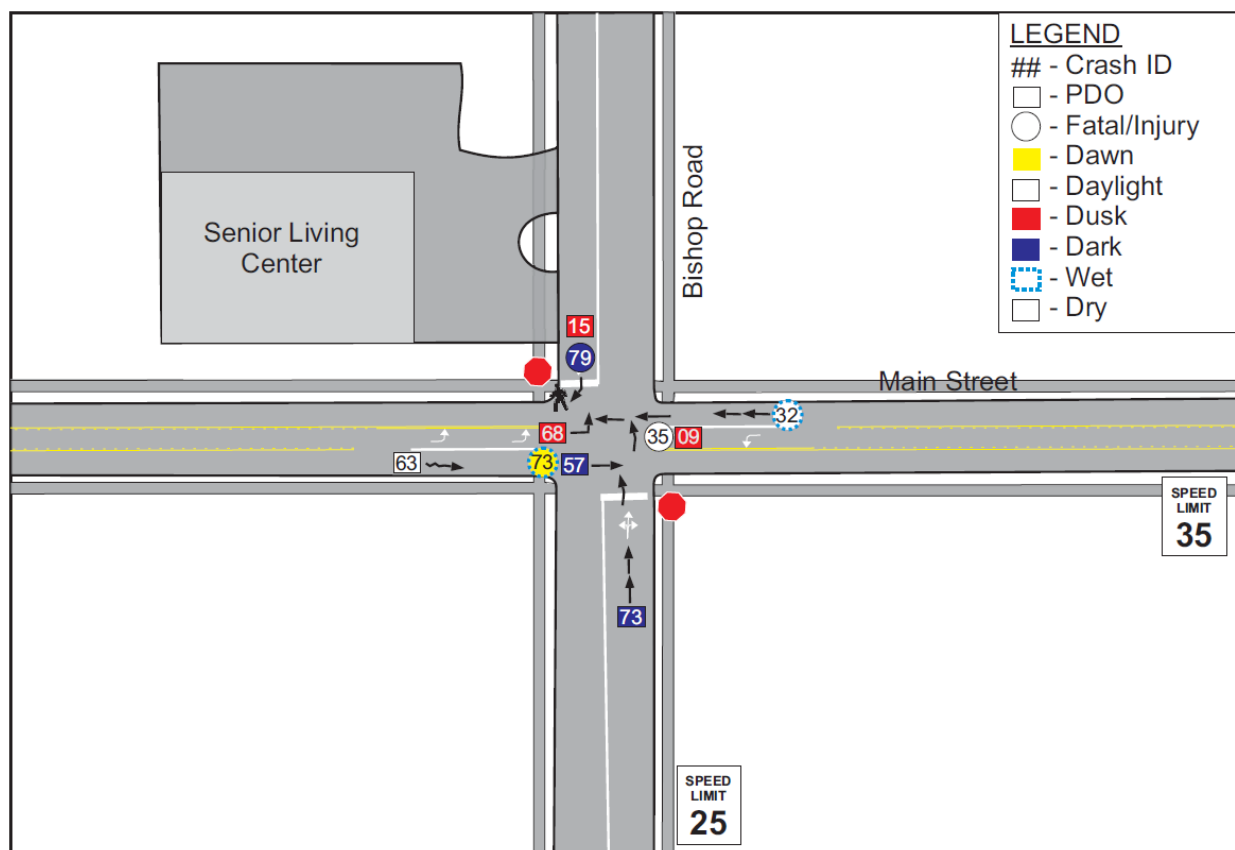 LEGEND
## - Crash ID
- PDO
- Fatal/Injury
- Dawn
- Daylight
- Dusk
- Dark
- Wet
- Dry
Senior Living
Center
Bishop Road
Main Street
15
79
32
68
35
09
63
73
57
73
SPEED
LIMIT
35
SPEED
LIMIT
25